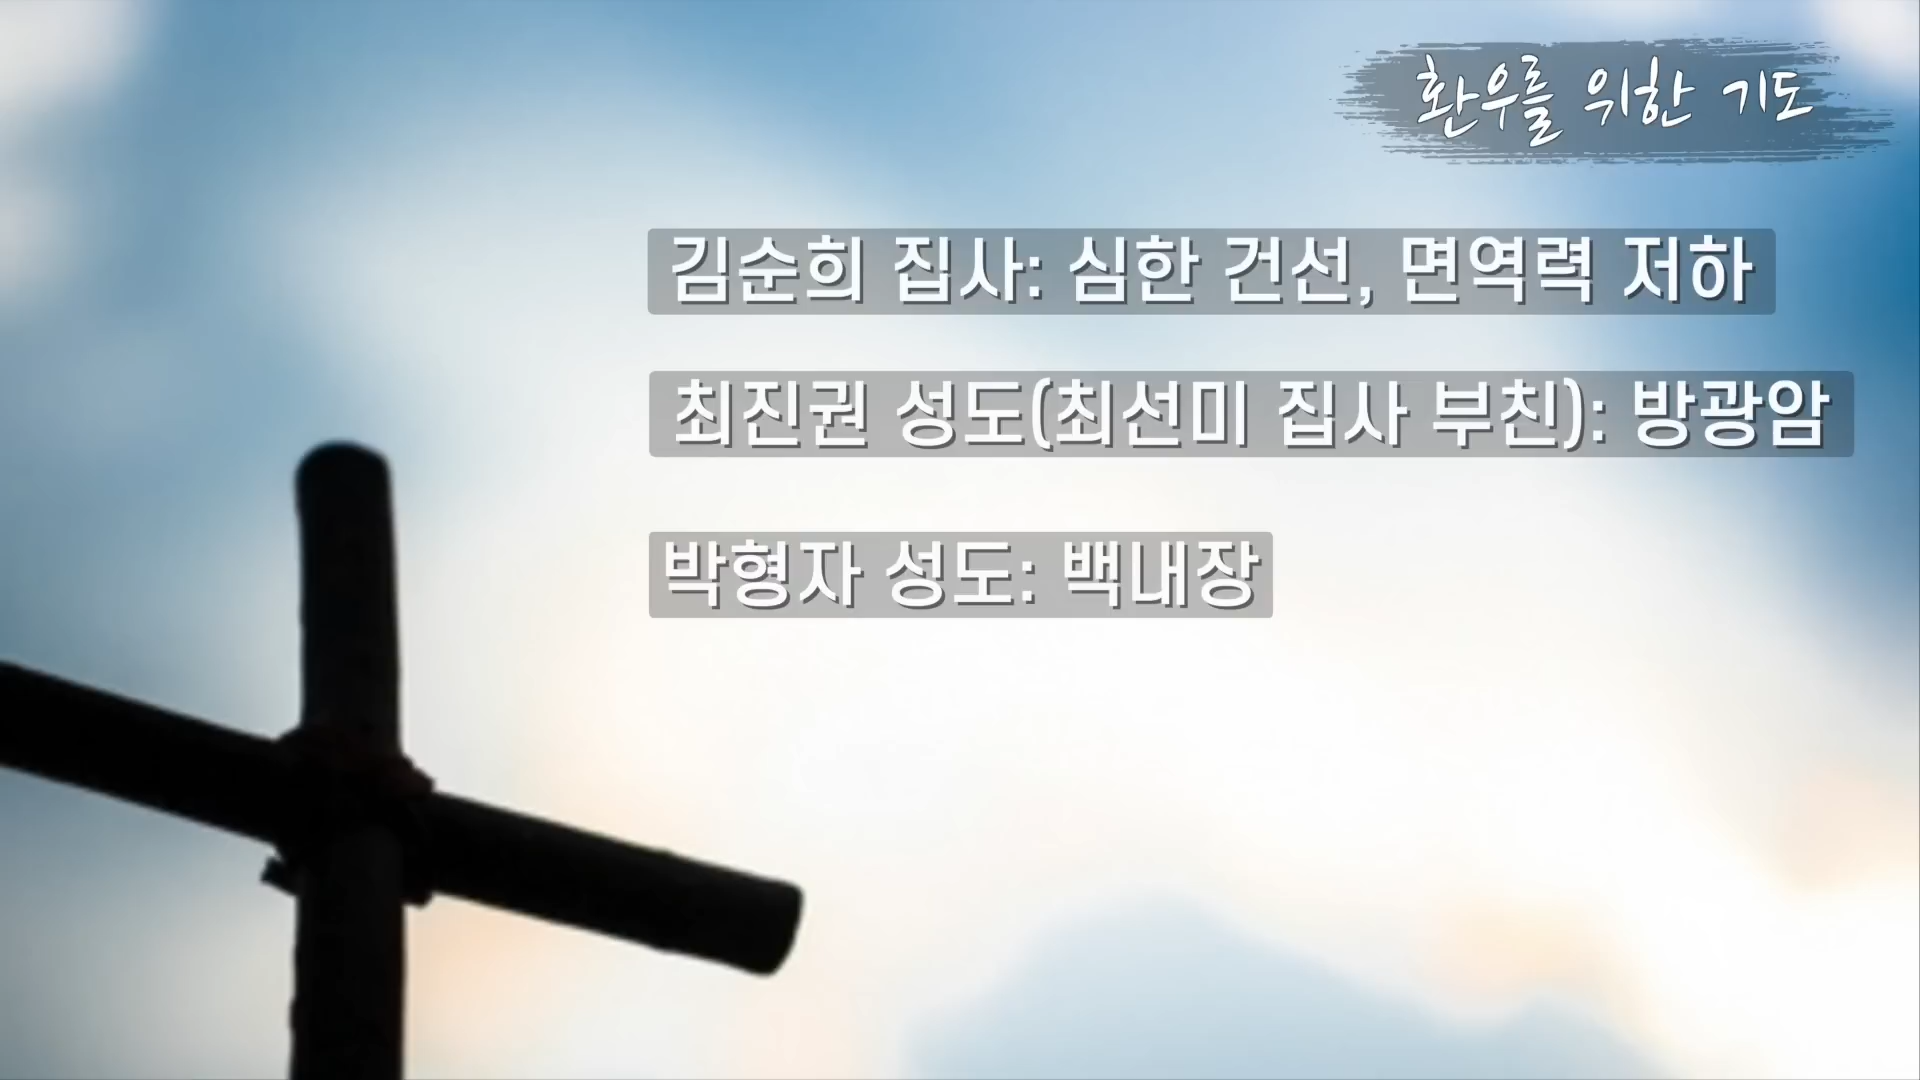 환우를 위한 기도
김순희 집사: 심한 건선, 면역력 저하
최진권 성도(최선미 집사 부친): 방광암
박형자 성도: 백내장